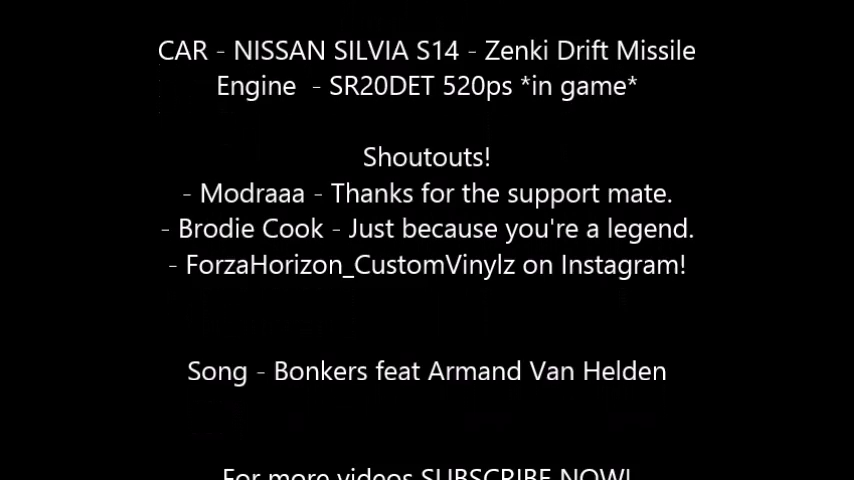 CAR - NISSAN SILVIA S14 - Zenki Drift Missile
Engine - SR20DET 520ps *in game*
Shoutouts!
- Modraaa - Thanks for the support mate.
- Brodie Cook - Just because you're a legend.
- ForzaHorizon_CustomVinylz on Instagram!
Song - Bonkers feat Armand Van Helden
For more videos SUBSCRIBE NOW!